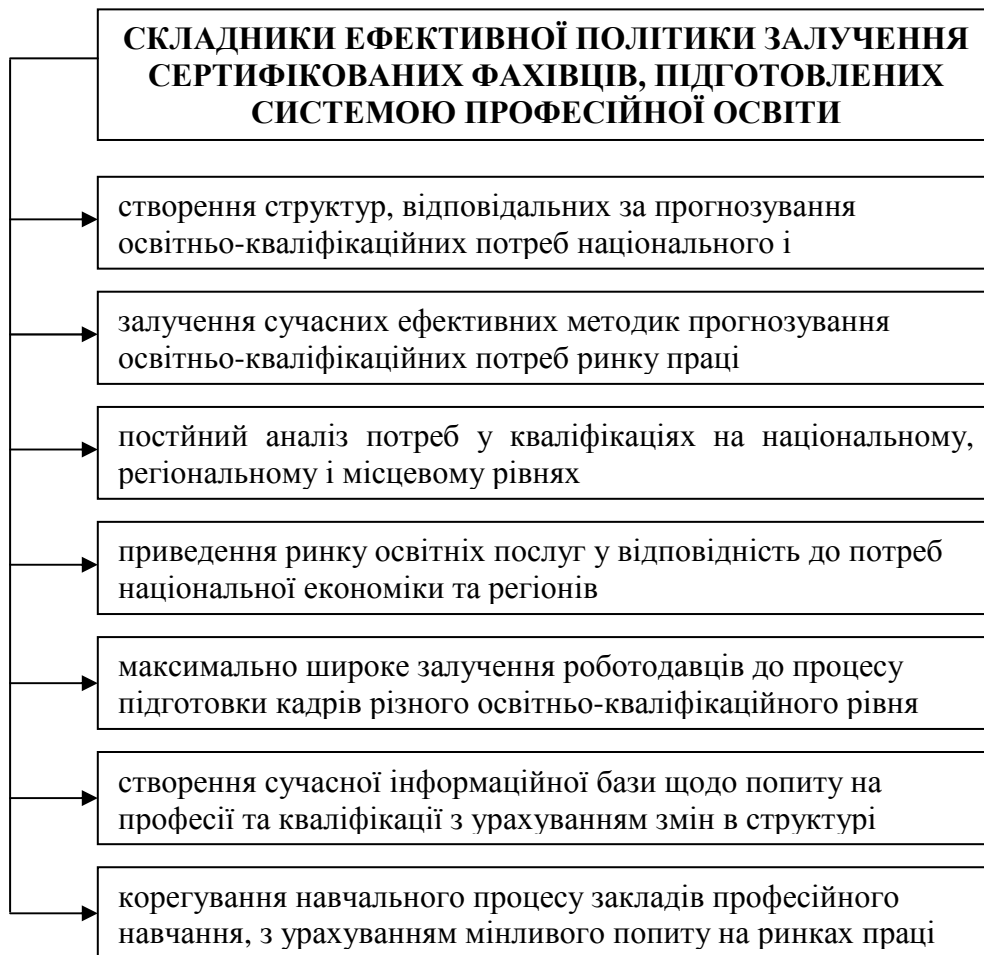 СКЛАДНИКИ ЕФЕКТИВНОЇ ПОЛІТИКИ ЗАЛУЧЕННЯ
СЕРТИФІКОВАНИХ ФАХІВЦІВ, ПІДГОТОВЛЕНИХ
СИСТЕМОЮ ПРОФЕСІЙНОЇ ОСВІТИ
створення структур, відповідальних за прогнозування
освітньо-кваліфікаційних потреб національного і
залучення сучасних ефективних методик прогнозування
освітньо-кваліфікаційних потреб ринку праці
постйний аналіз потреб у кваліфікаціях на національному,
регіональному і місцевому рівнях
приведення ринку освітніх послуг у відповідність до потреб
національної економіки та регіонів
максимально широке залучення роботодавців до процесу
підготовки кадрів різного освітньо-кваліфікаційного рівня
створення сучасної інформаційної бази щодо попиту на
професії та кваліфікації з урахуванням змін в структурі
корегування навчального процесу закладів професійного
навчання, з урахуванням мінливого попиту на ринках праці